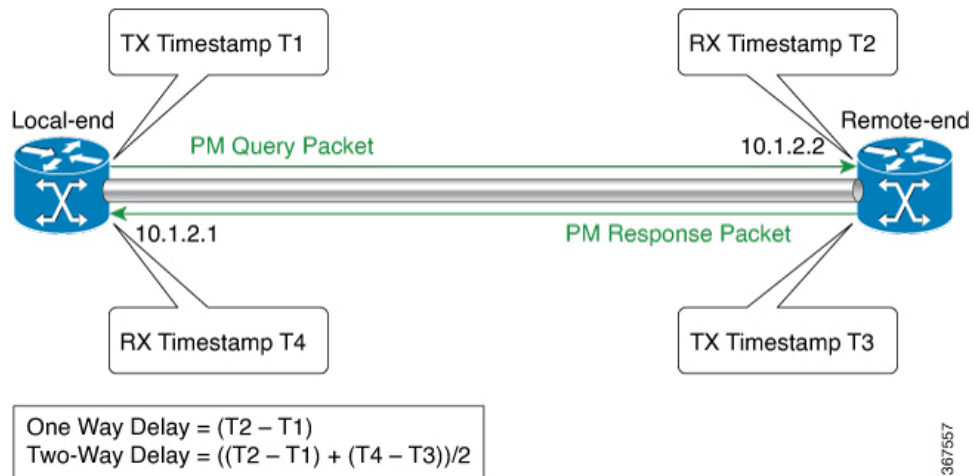 TX Timestamp T1
RX Timestamp T2
Local-end
Remote-end
PM Query Packet
10.1.2.2
10.1.2.1
PM Response Packet
RX Timestamp T4
TX Timestamp T3
One Way Delay = (T2 – T1)
Two-Way Delay = ((T2 – T1) + (T4 – T3))/2
367557